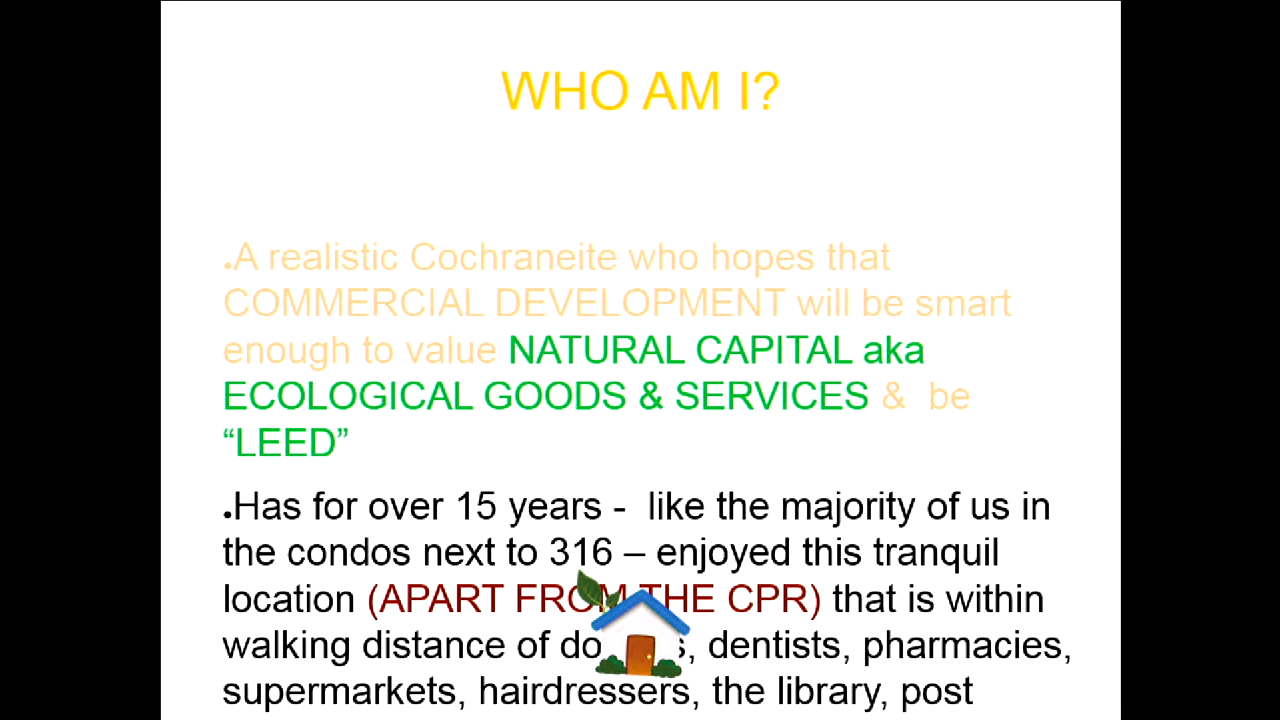 WHO AM I?
.A realistic Cochraneite who hopes that
COMMERCIAL DEVELOPMENT will be smart
enough to value NATURAL CAPITAL aka
ECOLOGICAL GOODS & SERVICES &  be
“LEED”
.Has for over 15 years -  like the majority of us in
the condos next to 316 – enjoyed this tranquil
location (APART FROM THE CPR) that is within
walking distance of , dentists, pharmacies,
supermarkets, hairdressers, the library, post